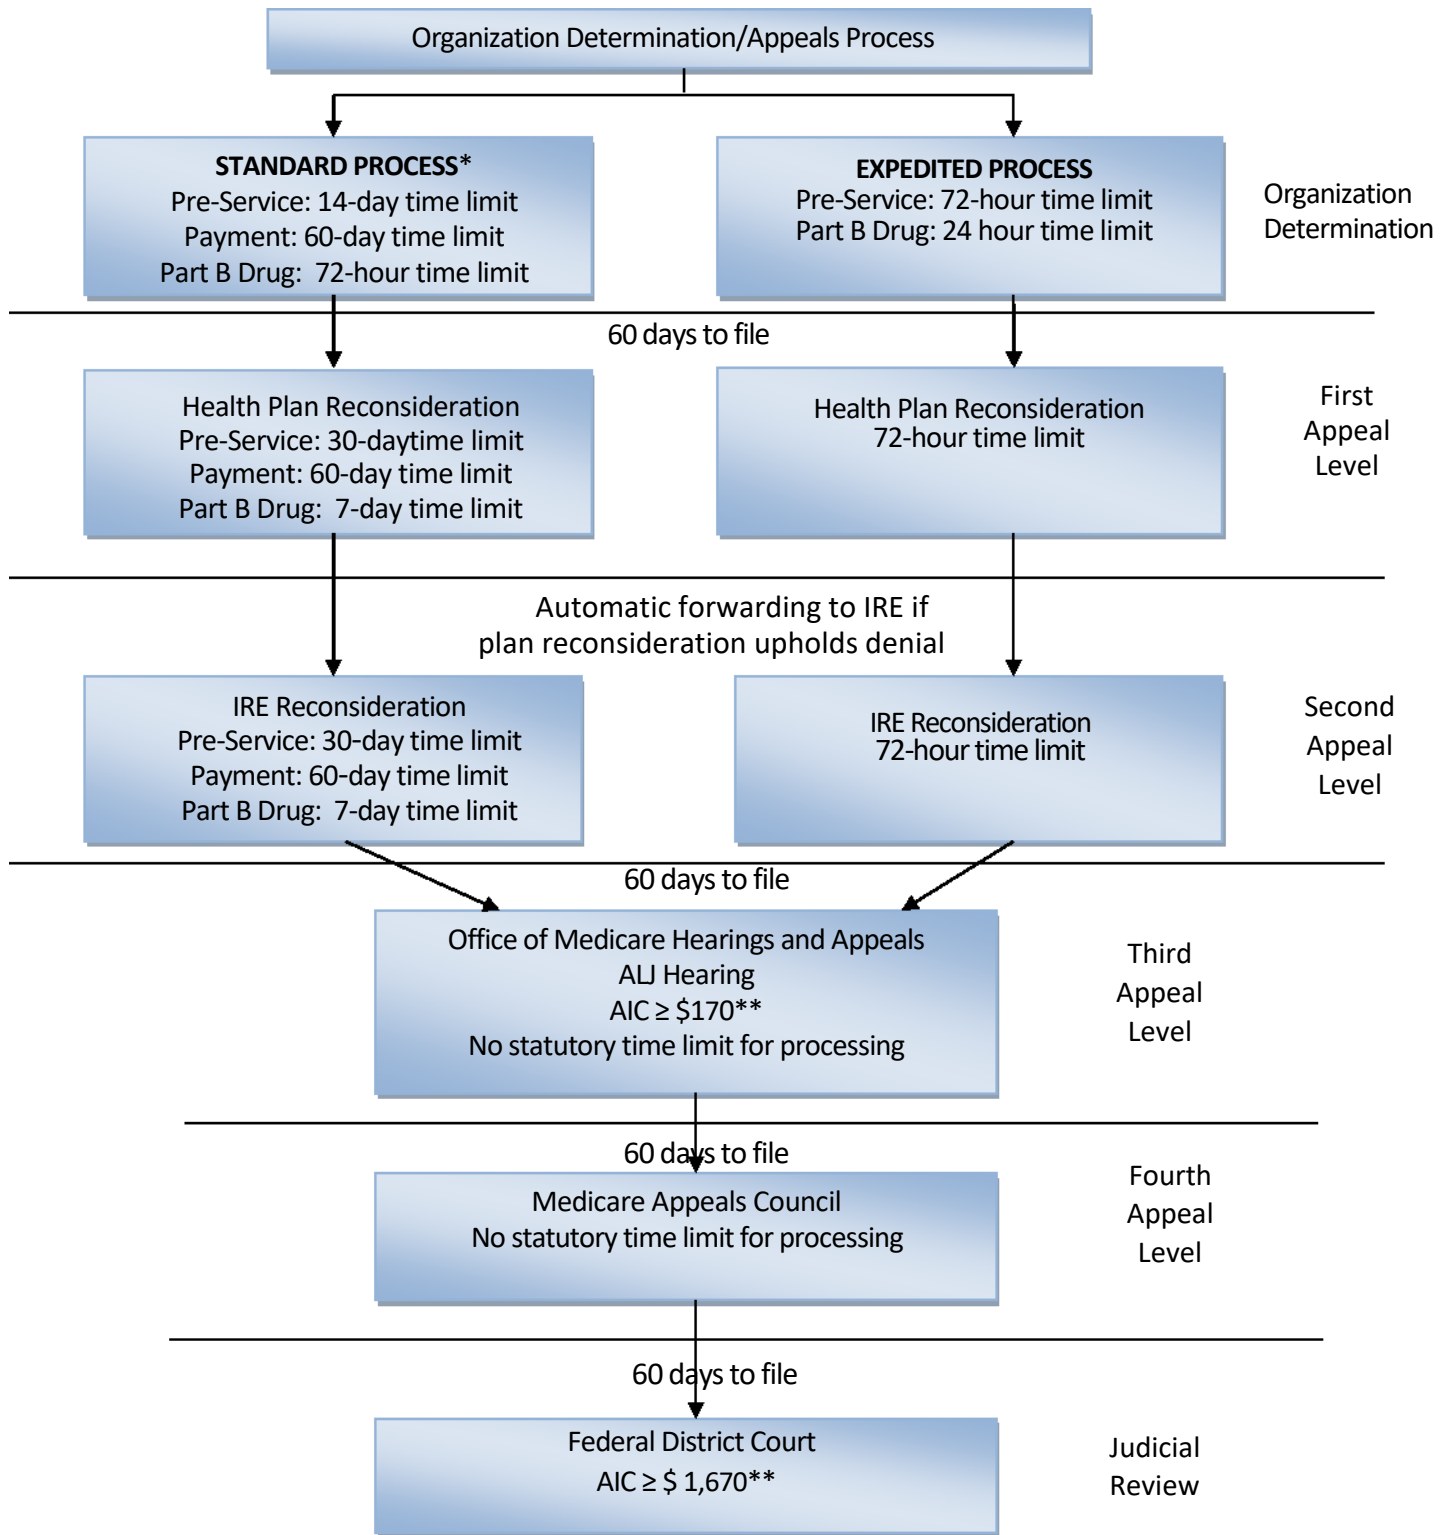 Organization Determination/Appeals Process
STANDARD PROCESS*
Pre-Service: 14-day time limit
Payment: 60-day time limit
Part B Drug: 72-hour time limit
EXPEDITED PROCESS
Pre-Service: 72-hour time limit
Part B Drug: 24 hour time limit
Organization
Determination
60 days to file
Health Plan Reconsideration
Pre-Service: 30-daytime limit
Payment: 60-day time limit
Part B Drug: 7-day time limit
Health Plan Reconsideration
72-hour time limit
First
Appeal
Level
Automatic forwarding to IRE if
plan reconsideration upholds denial
IRE Reconsideration
Pre-Service: 30-day time limit
Payment: 60-day time limit
Part B Drug: 7-day time limit
IRE Reconsideration
72-hour time limit
Second
Appeal
Level
60 days to file
Office of Medicare Hearings and Appeals
ALJ Hearing
AIC ≥ $170**
No statutory time limit for processing
Third
Appeal
Level
60 days to file
Medicare Appeals Council
No statutory time limit for processing
Fourth
Appeal
Level
60 days to file
Federal District Court
AIC ≥ $ 1,670**
Judicial
Review